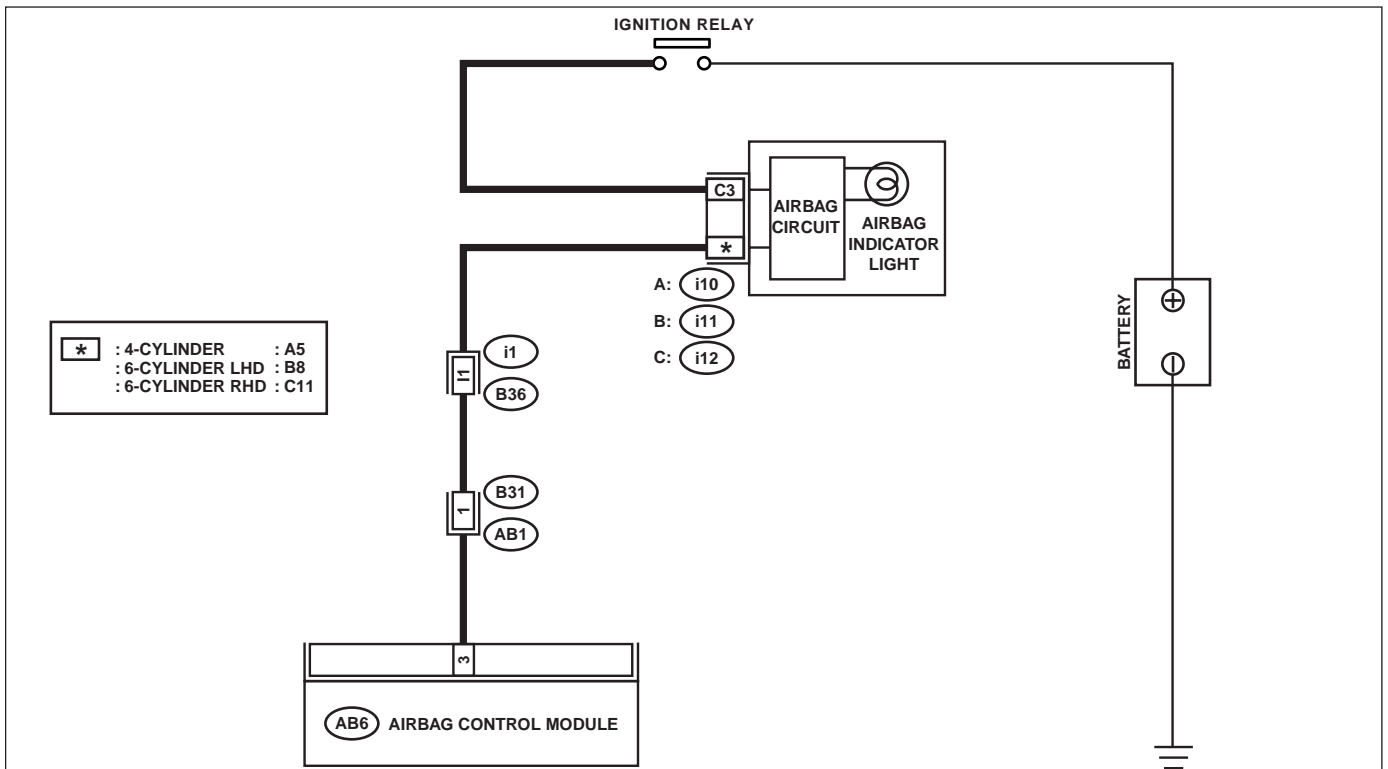 IGNITION RELAY
C3
AIRBAG
CIRCUIT
AIRBAG
INDICATOR
LIGHT
*
A: i10
B: i11
C: i12
BATTERY
+
−
* : 4-CYLINDER : A5
: 6-CYLINDER LHD : B8
: 6-CYLINDER RHD : C11
I1
i1
B36
1
B31
AB1
3
AB6 AIRBAG CONTROL MODULE